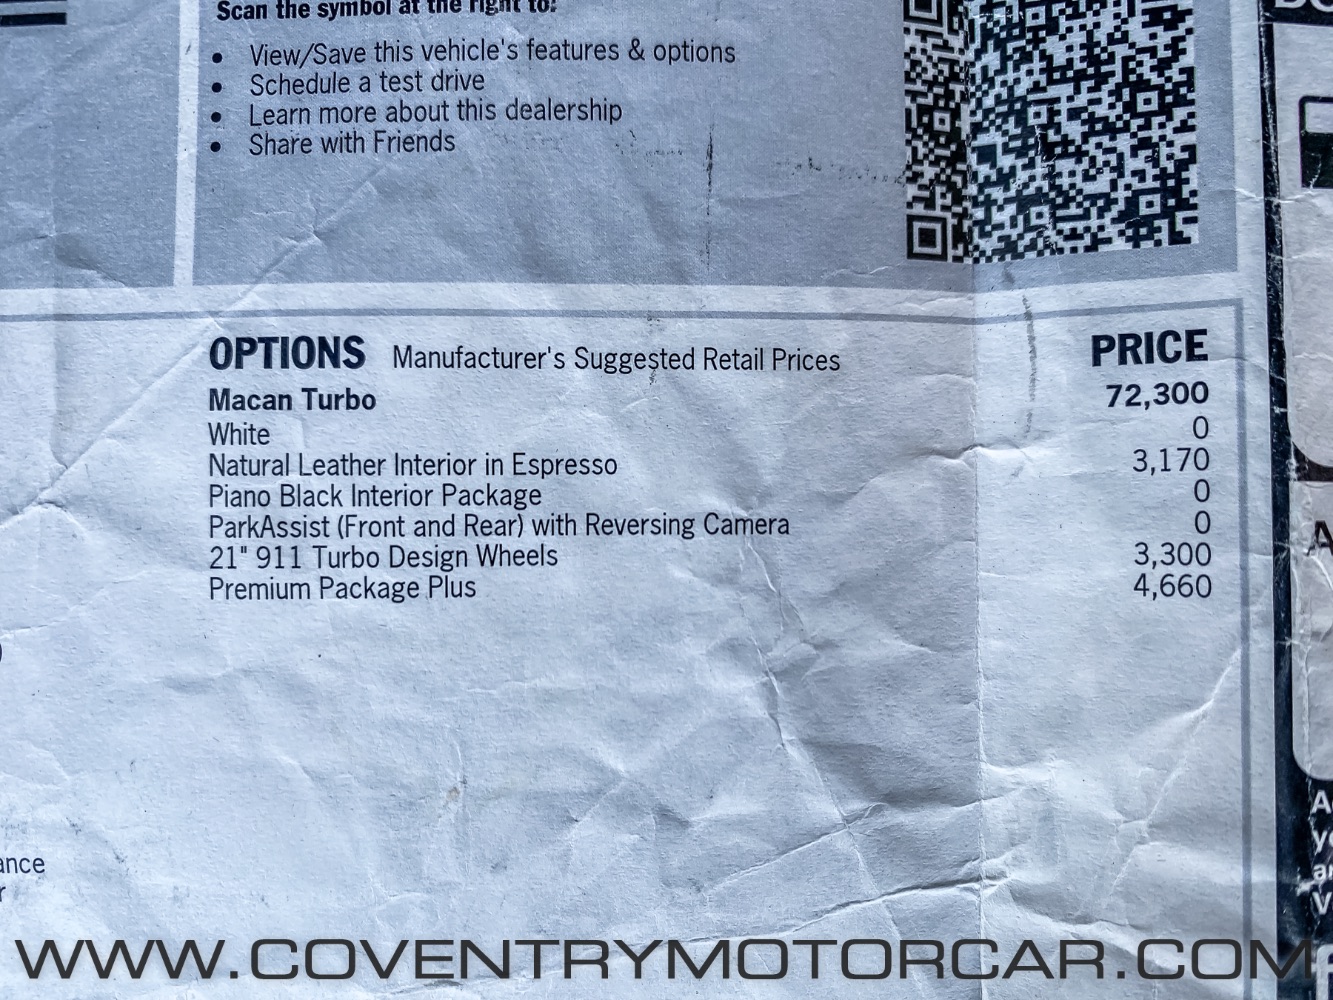 Scan the symbol at the right to:
• View/Save this vehicle's features & options
• Schedule a test drive
• Learn more about this dealership
• Share with Friends
OPTIONS Manufacturer's Suggested Retail Prices PRICE
Macan Turbo 72,300
White 0
Natural Leather Interior in Espresso 3,170
Piano Black Interior Package 0
ParkAssist (Front and Rear) with Reversing Camera 0
21" 911 Turbo Design Wheels 3,300
Premium Package Plus 4,660
WWW.COVENTRYMOTORCAR.COM